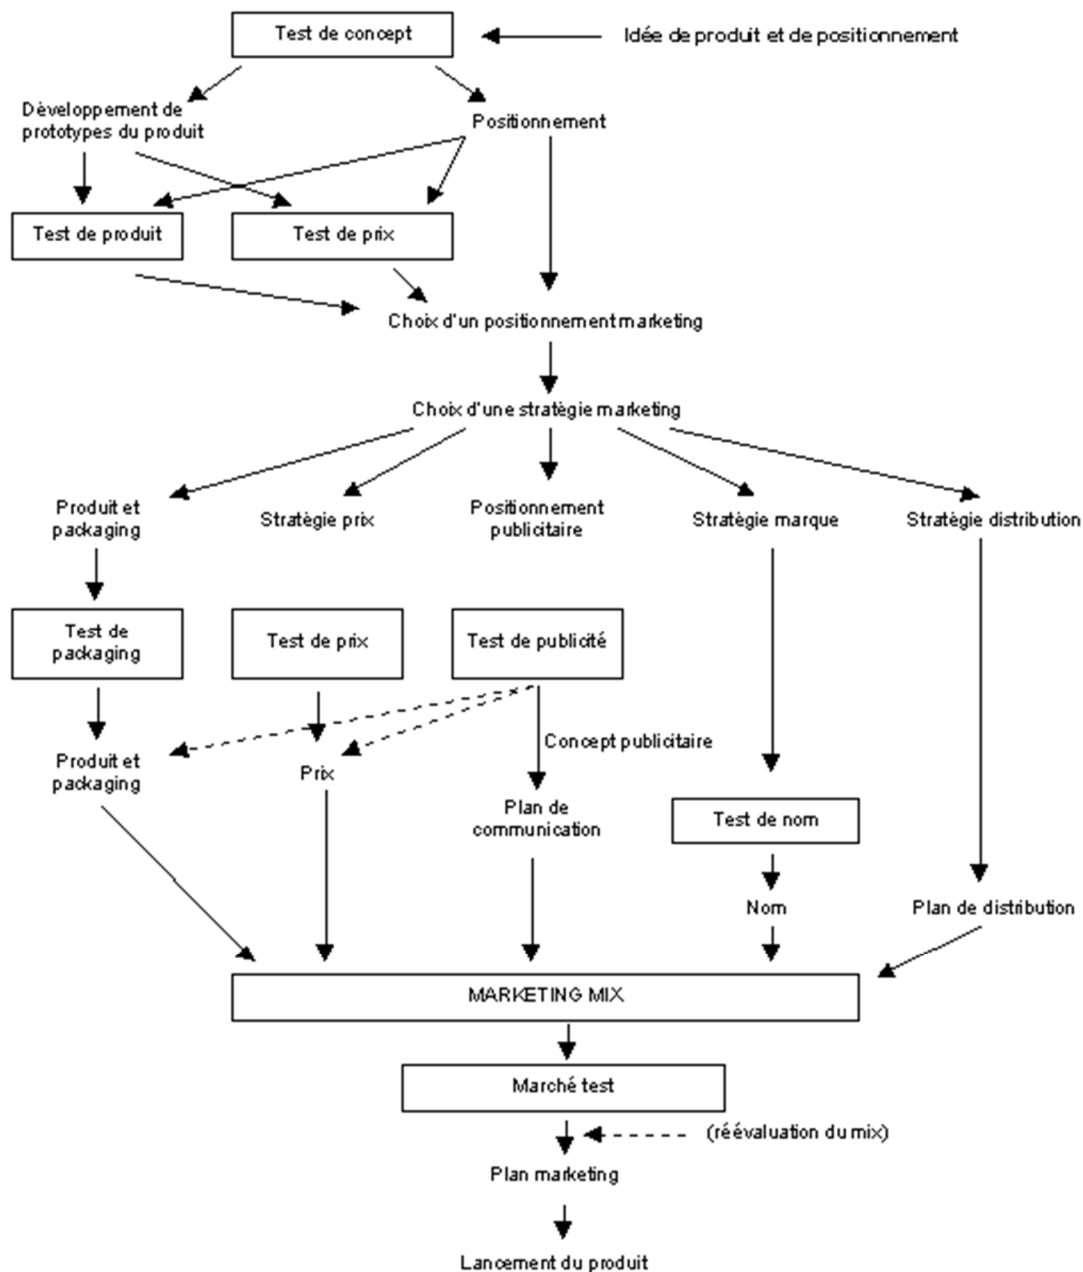 Test de concept
Idée de produit et de positionnement
Développement de
prototypes du produit
Positionnement
Test de produit
Test de prix
Choix d'un positionnement marketing
Choix d'une stratégie marketing
Produit et
packaging
Stratégie prix
Positionnement
publicitaire
Stratégie marque
Stratégie distribution
Test de
packaging
Test de prix
Test de publicité
Concept publicitaire
Produit et
packaging
Prix
Plan de
communication
Test de nom
Nom
Plan de distribution
MARKETING MIX
Marché test
(réévaluation du mix)
Plan marketing
Lancement du produit